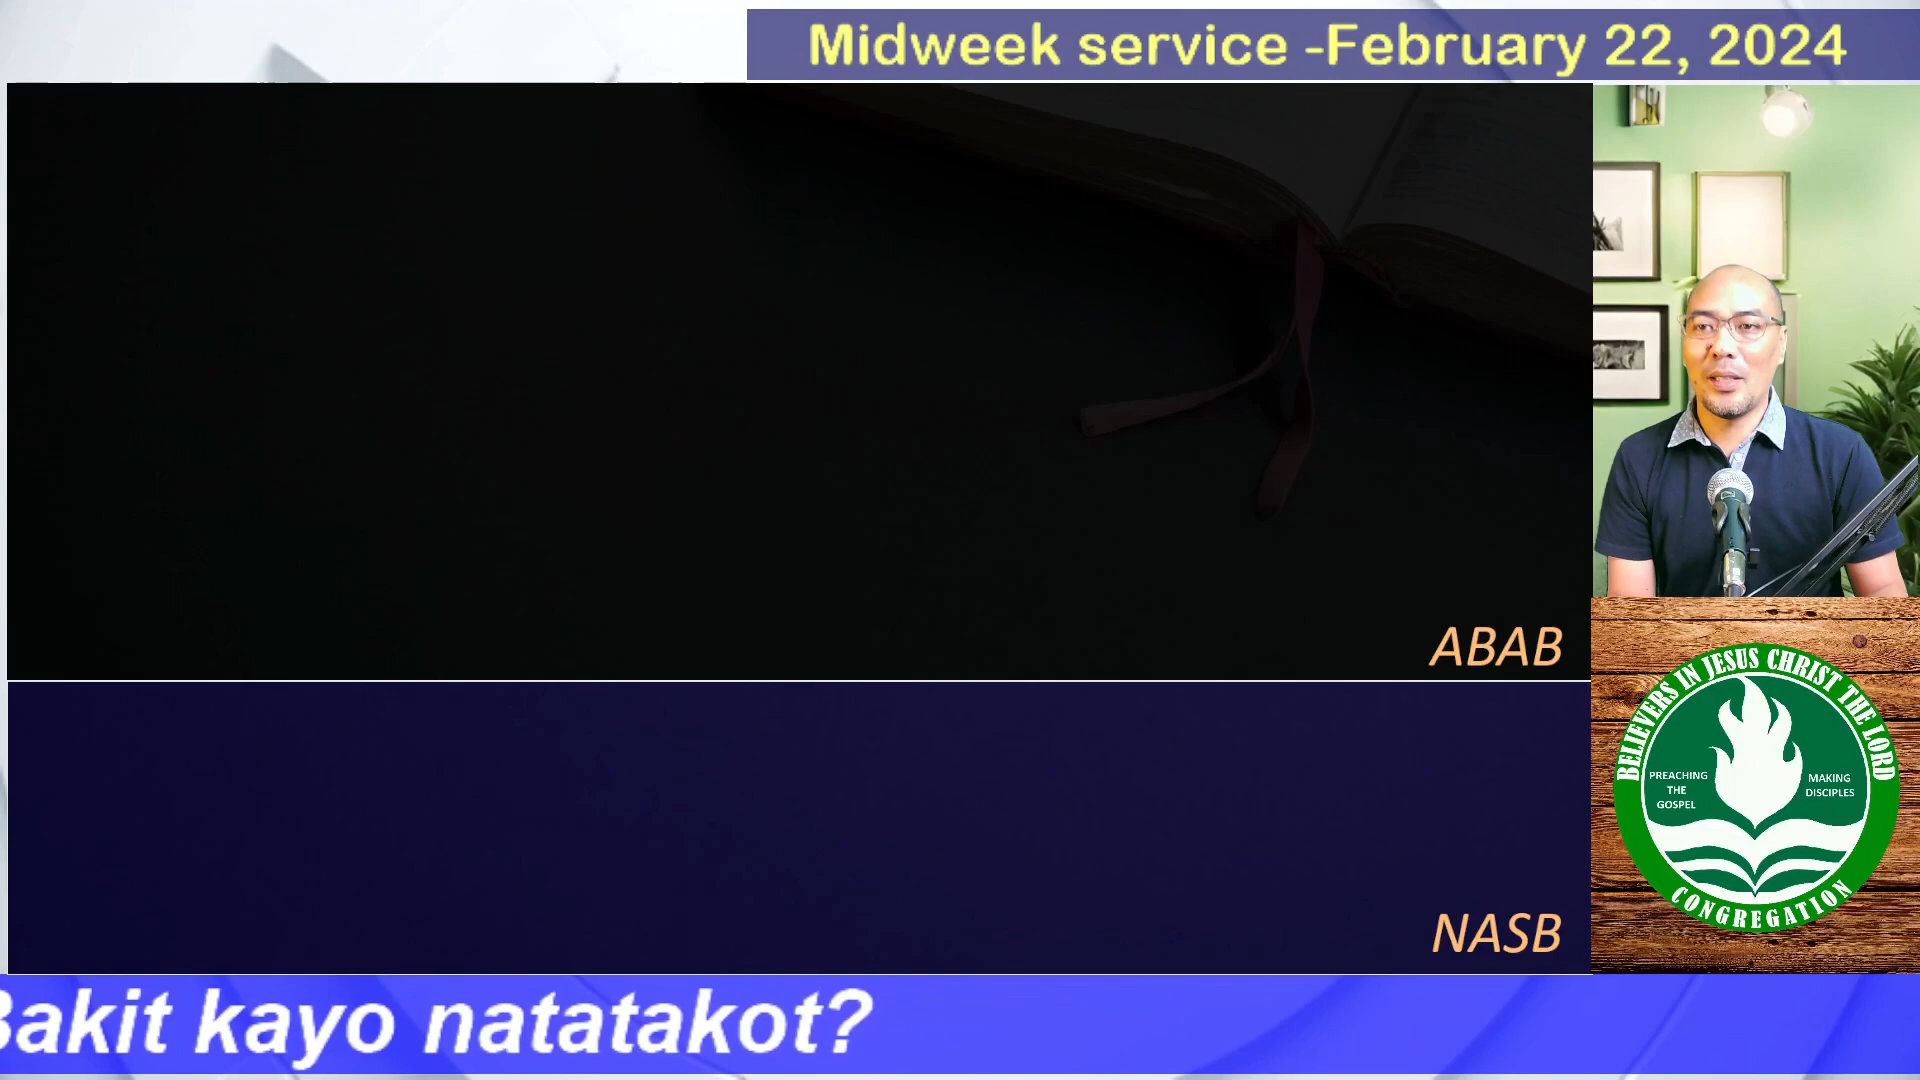 Midweek service -February 22, 2024
ABAB
NASB
BELIEVERS IN JESUS CHRIST THE LORD
PREACHING
THE
GOSPEL
MAKING
DISCIPLES
CONGREGATION
Bakit kayo natatakot?